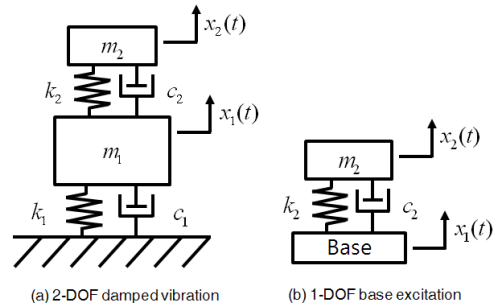 x₂(t)
m₂
k₂
c₂
x₁(t)
m₁
k₁
c₁
(a) 2-DOF damped vibration
x₂(t)
m₂
k₂
c₂
x₁(t)
Base
(b) 1-DOF base excitation